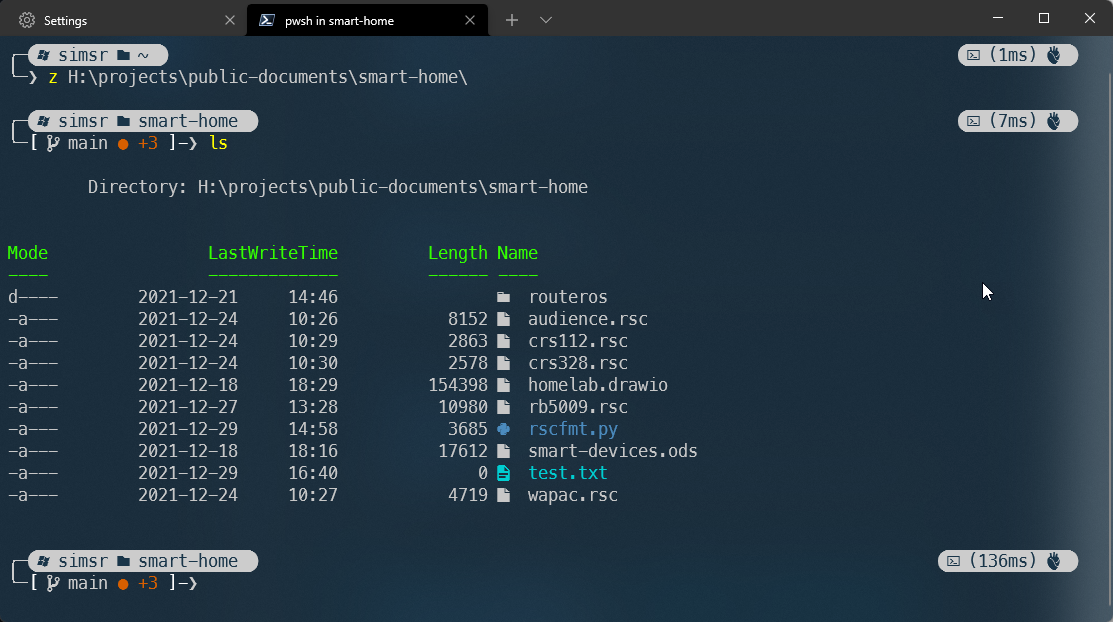 Settings
pwsh in smart-home
simsr ~ (1ms)
❯ z H:\projects\public-documents\smart-home\
simsr smart-home (7ms)
[ main ● +3 ]-❯ ls
Directory: H:\projects\public-documents\smart-home
Mode LastWriteTime Length Name
---- ------------- ------ ----
d---- 2021-12-21 14:46 routeros
-a--- 2021-12-24 10:26 8152 audience.rsc
-a--- 2021-12-24 10:29 2863 crs112.rsc
-a--- 2021-12-24 10:30 2578 crs328.rsc
-a--- 2021-12-18 18:29 154398 homelab.drawio
-a--- 2021-12-27 13:28 10980 rb5009.rsc
-a--- 2021-12-29 14:58 3685 rscfmt.py
-a--- 2021-12-18 18:16 17612 smart-devices.ods
-a--- 2021-12-29 16:40 0 test.txt
-a--- 2021-12-24 10:27 4719 wapac.rsc
simsr smart-home (136ms)
[ main ● +3 ]-❯